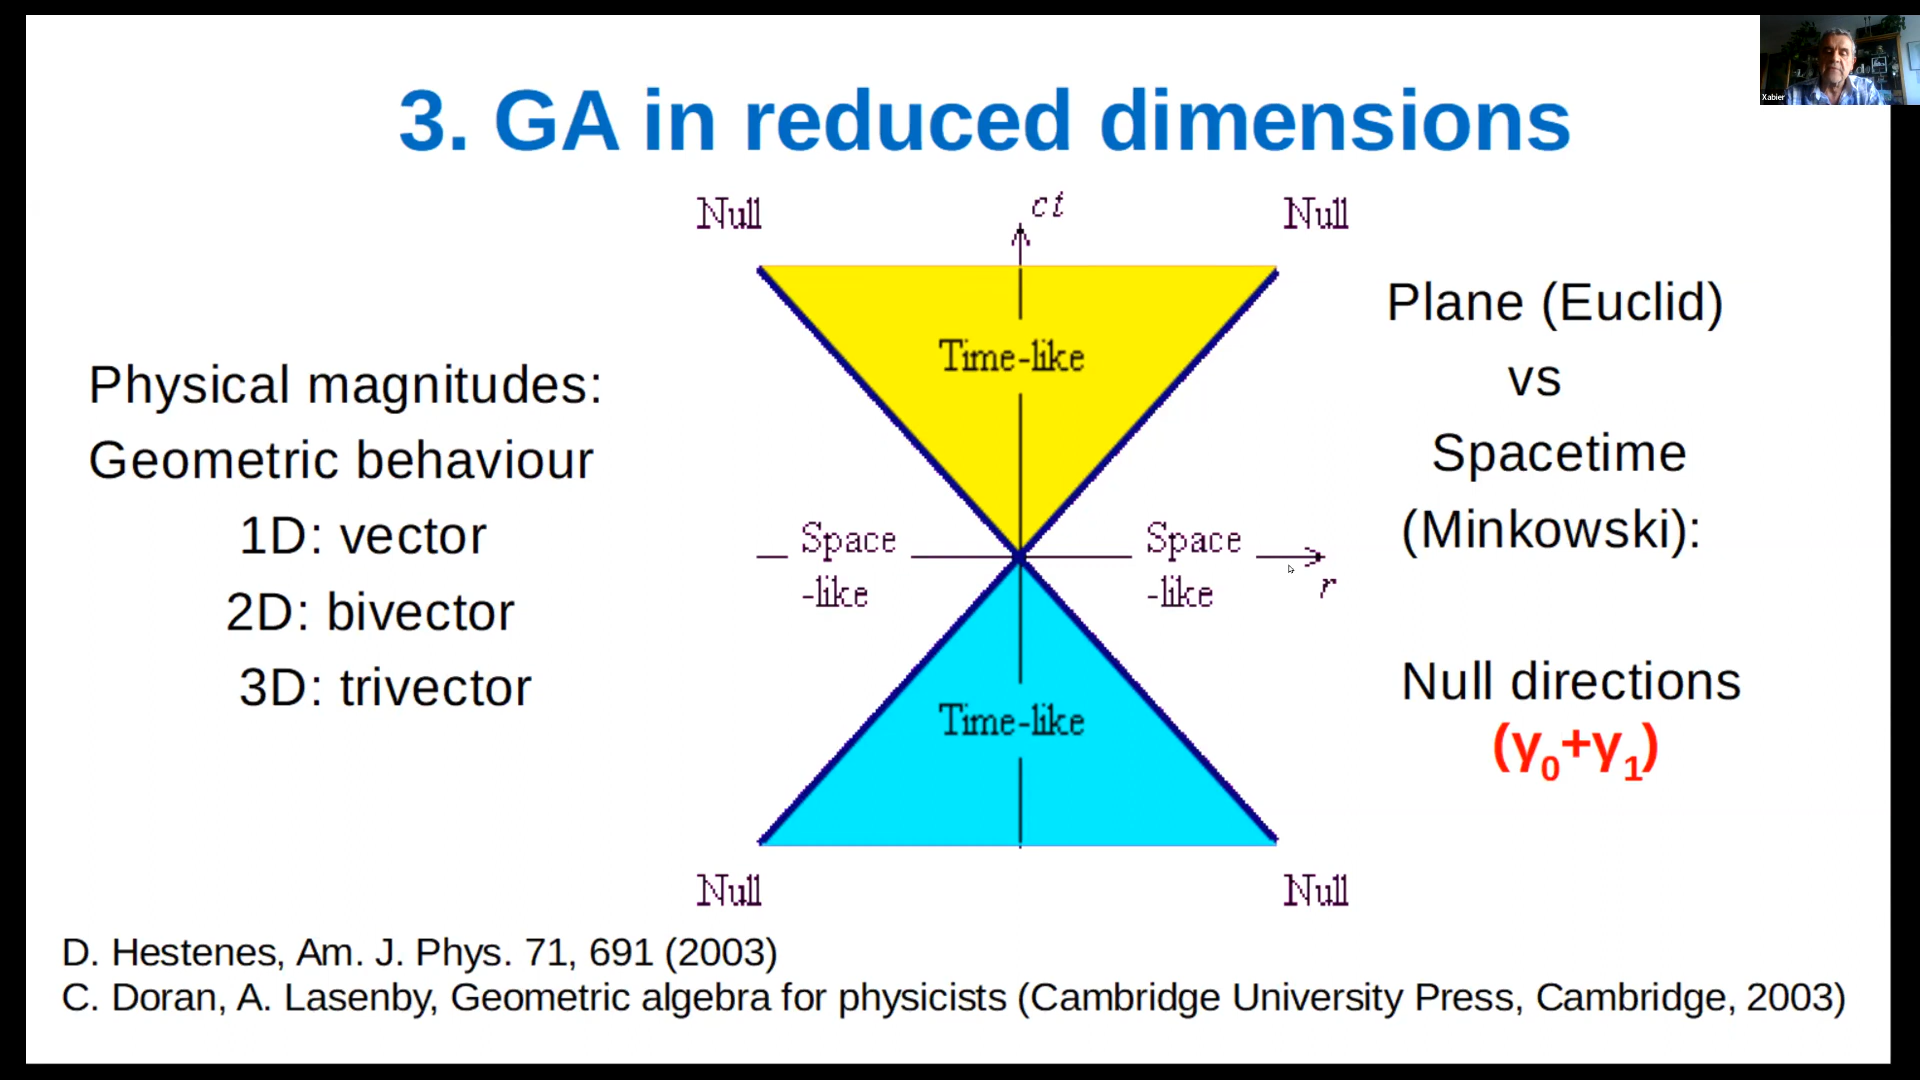 3. GA in reduced dimensions
Xabier
Physical magnitudes:
Geometric behaviour
1D: vector
2D: bivector
3D: trivector
Null
ct
Null
Time-like
Space
-like
Space
-like
r
Time-like
Null
Null
Plane (Euclid)
vs
Spacetime
(Minkowski):
Null directions
(γ₀+γ₁)
D. Hestenes, Am. J. Phys. 71, 691 (2003)
C. Doran, A. Lasenby, Geometric algebra for physicists (Cambridge University Press, Cambridge, 2003)